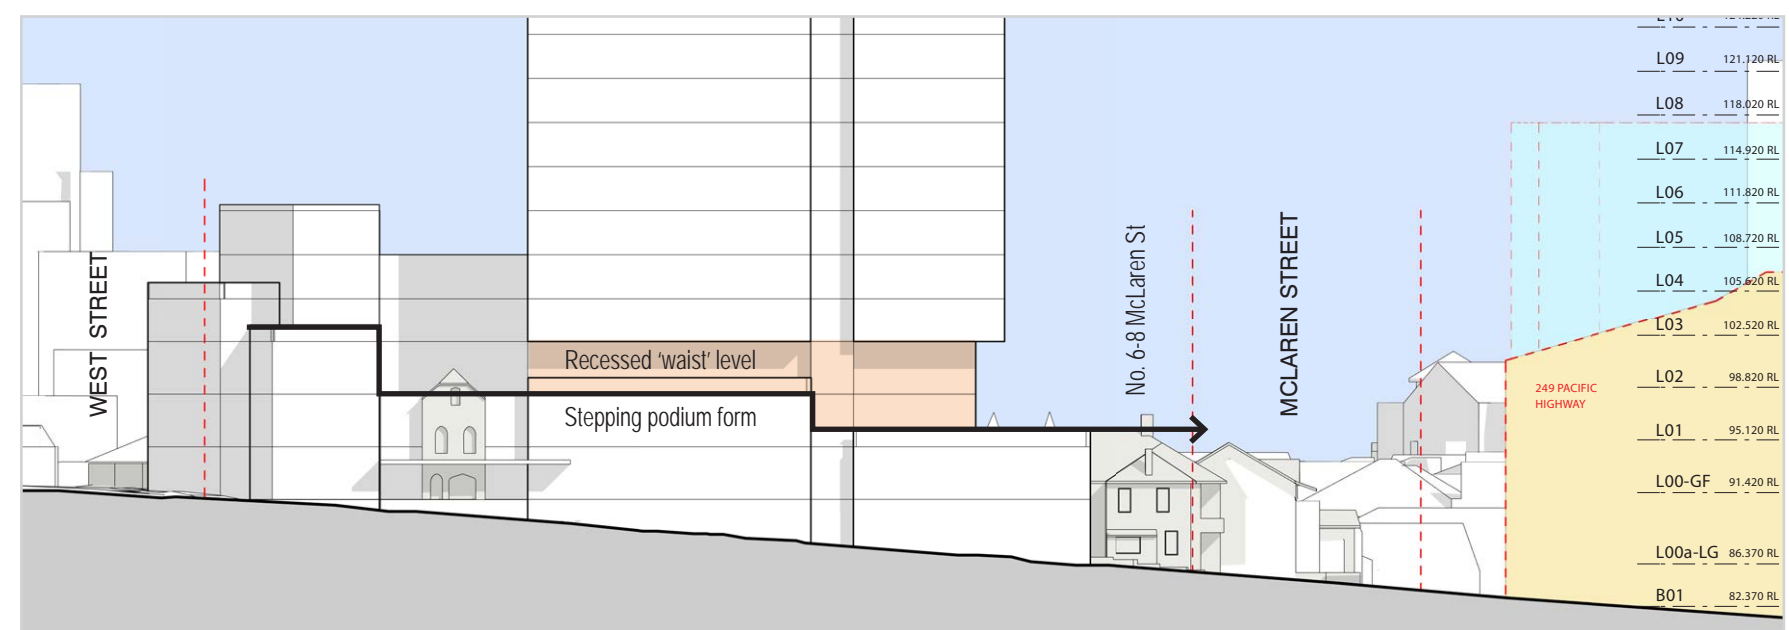 L09 121.120 RL
L08 118.020 RL
L07 114.920 RL
L06 111.820 RL
L05 108.720 RL
L04 105.620 RL
L03 102.520 RL
L02 98.820 RL
L01 95.120 RL
L00-GF 91.420 RL
L00a-LG 86.370 RL
B01 82.370 RL
WEST STREET
Recessed 'waist' level
Stepping podium form
No. 6-8 McLaren St
MCLAREN STREET
249 PACIFIC
HIGHWAY